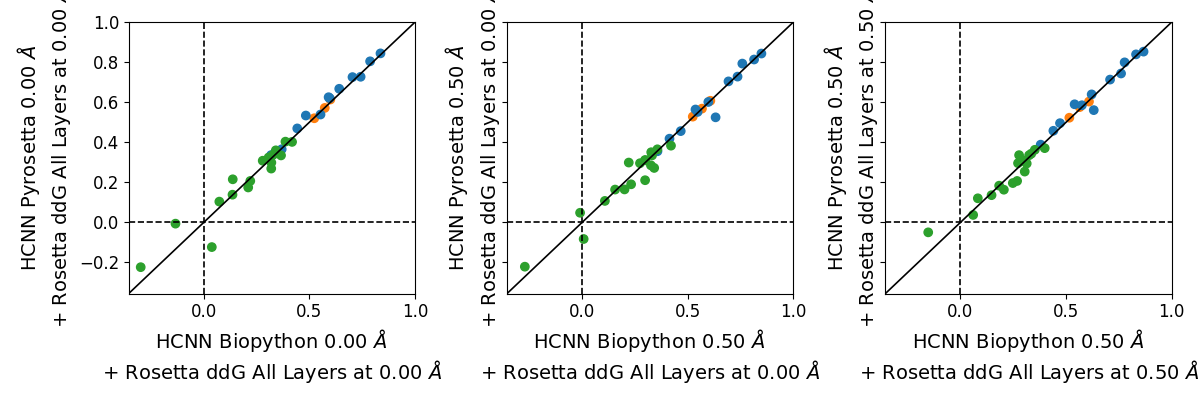 HCNN Pyrosetta 0.00 Å
+ Rosetta ddG All Layers at 0.00 Å
1.0
0.8
0.6
0.4
0.2
0.0
−0.2
0.0 0.5 1.0
HCNN Biopython 0.00 Å
+ Rosetta ddG All Layers at 0.00 Å
HCNN Pyrosetta 0.50 Å
+ Rosetta ddG All Layers at 0.00
0.0 0.5 1.0
HCNN Biopython 0.50 Å
+ Rosetta ddG All Layers at 0.00 Å
HCNN Pyrosetta 0.50 Å
+ Rosetta ddG All Layers at 0.50
0.0 0.5 1.0
HCNN Biopython 0.50 Å
+ Rosetta ddG All Layers at 0.50 Å